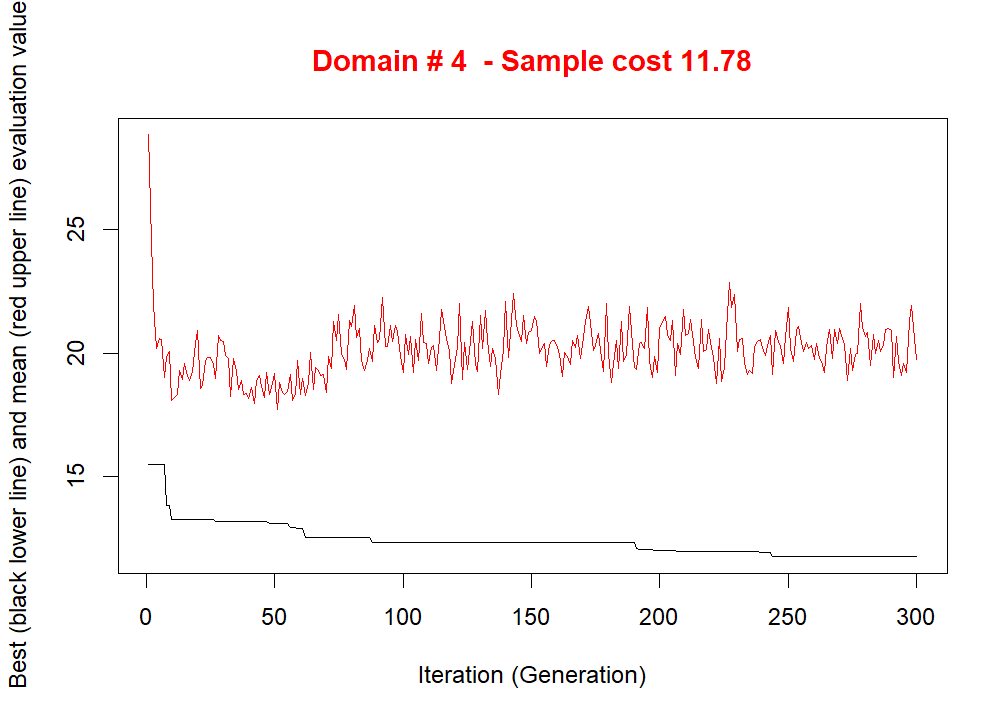 Domain # 4  - Sample cost 11.78
Best (black lower line) and mean (red upper line) evaluation value
25
20
15
0 50 100 150 200 250 300
Iteration (Generation)